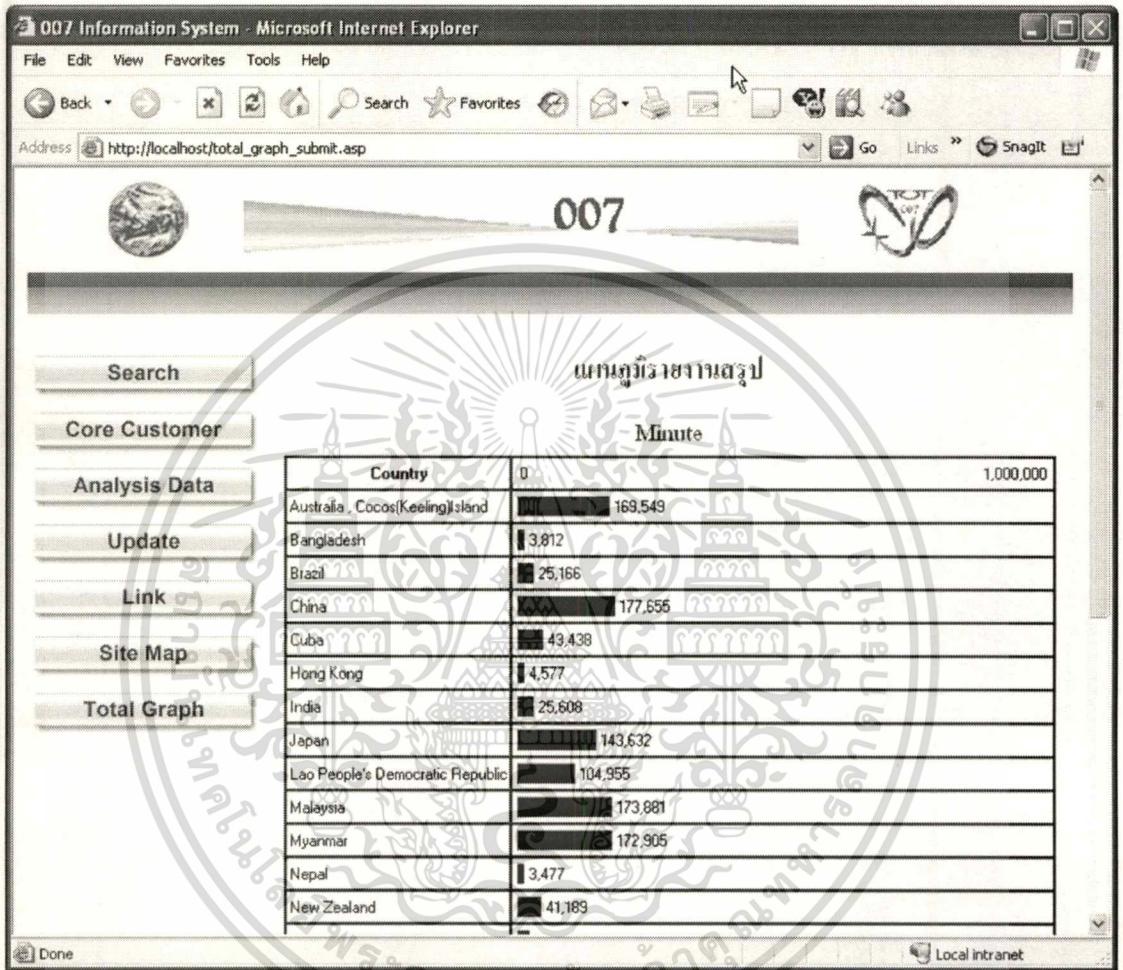 007 Information System - Microsoft Internet Explorer
File Edit View Favorites Tools Help
Back Search Favorites
Address http://localhost/total_graph_submit.asp Go Links » SnagIt
007 TOT 007
Search
Core Customer
Analysis Data
Update
Link
Site Map
Total Graph
แผนภูมิรายงานสรุป
Minute
Country 0 1,000,000
Australia , Cocos(Keeling)Island 169,549
Bangladesh 3,812
Brazil 25,166
China 177,655
Cuba 43,438
Hong Kong 4,577
India 25,608
Japan 143,632
Lao People's Democratic Republic 104,955
Malaysia 173,881
Myanmar 172,905
Nepal 3,477
New Zealand 41,189
Done Local intranet